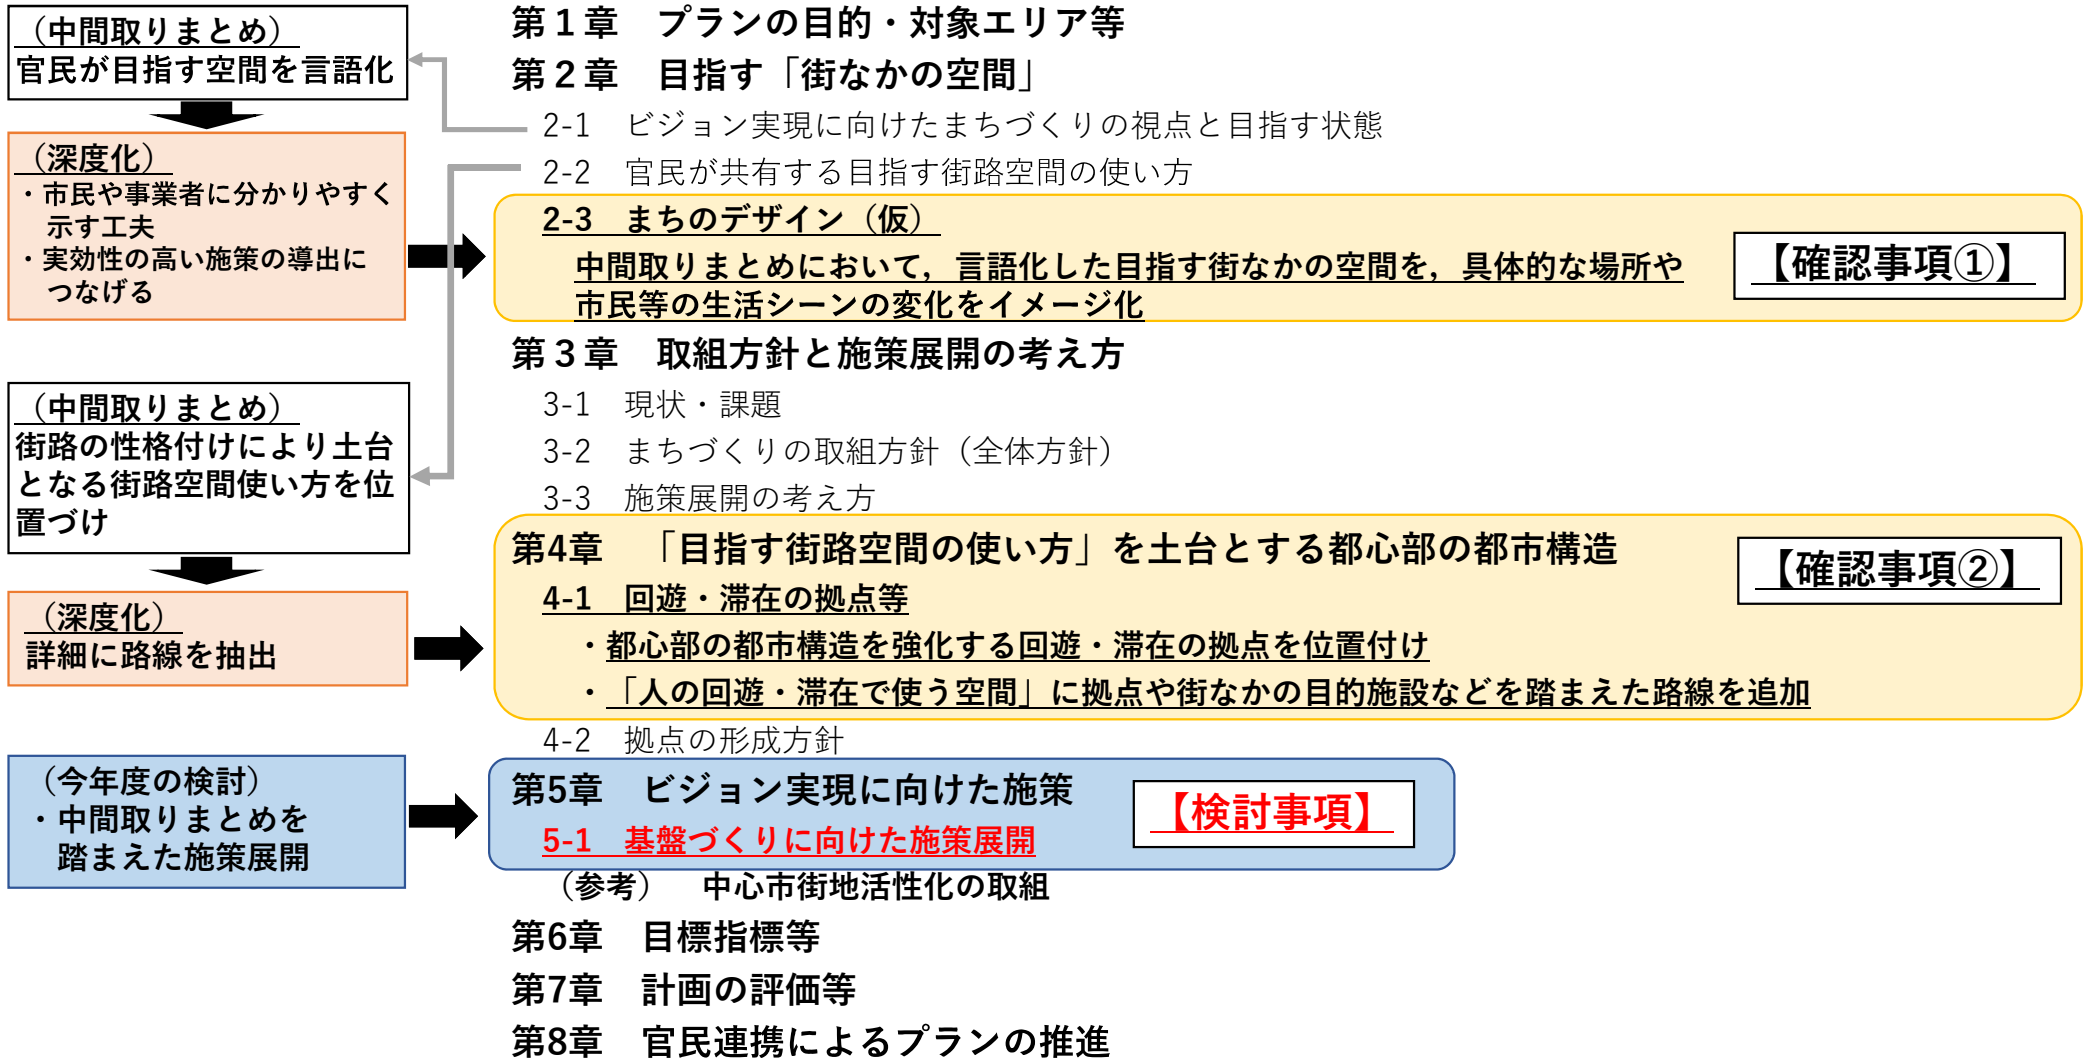 （中間取りまとめ）
官民が目指す空間を言語化
（深度化）
・市民や事業者に分かりやすく
示す工夫
・実効性の高い施策の導出に
つなげる
（中間取りまとめ）
街路の性格付けにより土台
となる街路空間使い方を位
置づけ
（深度化）
詳細に路線を抽出
（今年度の検討）
・中間取りまとめを
踏まえた施策展開
第１章　プランの目的・対象エリア等
第２章　目指す「街なかの空間」
2-1　ビジョン実現に向けたまちづくりの視点と目指す状態
2-2　官民が共有する目指す街路空間の使い方
2-3　まちのデザイン（仮）
中間取りまとめにおいて，言語化した目指す街なかの空間を，具体的な場所や
市民等の生活シーンの変化をイメージ化
【確認事項①】
第３章　取組方針と施策展開の考え方
3-1　現状・課題
3-2　まちづくりの取組方針（全体方針）
3-3　施策展開の考え方
第4章　「目指す街路空間の使い方」を土台とする都心部の都市構造
【確認事項②】
4-1　回遊・滞在の拠点等
・都心部の都市構造を強化する回遊・滞在の拠点を位置付け
・「人の回遊・滞在で使う空間」に拠点や街なかの目的施設などを踏まえた路線を追加
4-2　拠点の形成方針
第5章　ビジョン実現に向けた施策
【検討事項】
5-1　基盤づくりに向けた施策展開
（参考）　中心市街地活性化の取組
第6章　目標指標等
第7章　計画の評価等
第8章　官民連携によるプランの推進